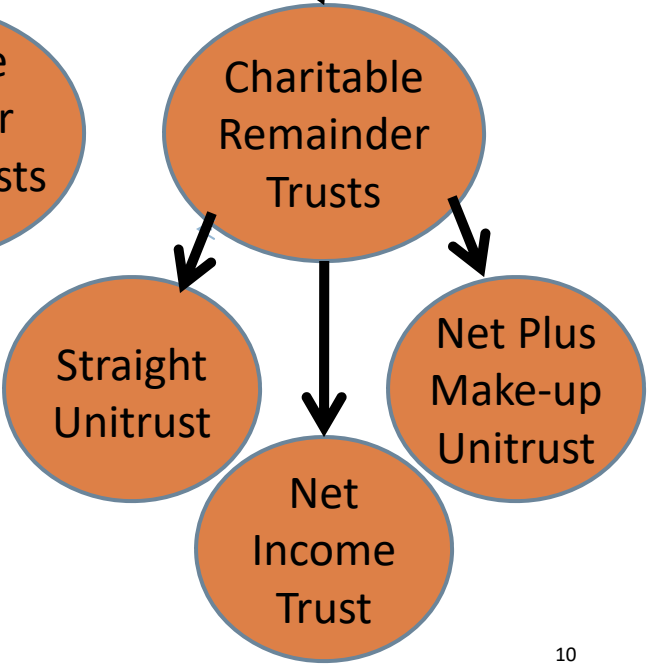 Charitable
Remainder
Trusts
Straight
Unitrust
Net Plus
Make-up
Unitrust
Net
Income
Trust
10